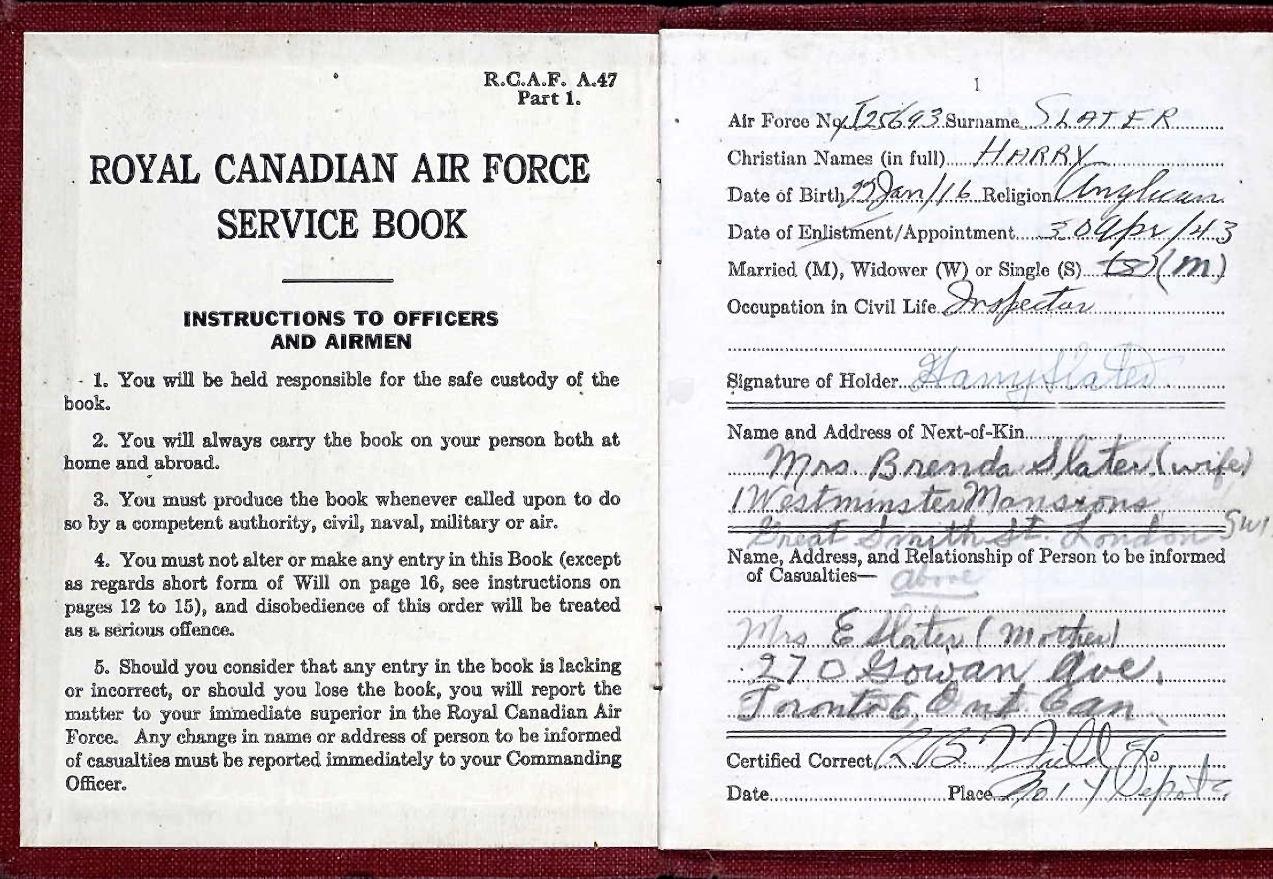 R.C.A.F. A.47
Part 1.
ROYAL CANADIAN AIR FORCE
SERVICE BOOK
INSTRUCTIONS TO OFFICERS
AND AIRMEN
1. You will be held responsible for the safe custody of the
book.
2. You will always carry the book on your person both at
home and abroad.
3. You must produce the book whenever called upon to do
so by a competent authority, civil, naval, military or air.
4. You must not alter or make any entry in this Book (except
as regards short form of Will on page 16, see instructions on
pages 12 to 15), and disobedience of this order will be treated
as a serious offence.
5. Should you consider that any entry in the book is lacking
or incorrect, or should you lose the book, you will report the
matter to your immediate superior in the Royal Canadian Air
Force. Any change in name or address of person to be informed
of casualties must be reported immediately to your Commanding
Officer.
1
Air Force No. J25693 Surname SLATER
Christian Names (in full) HARRY
Date of Birth Jan/16 Religion Anglican
Date of Enlistment/Appointment 30 Apr/43
Married (M), Widower (W) or Single (S) (S) (M)
Occupation in Civil Life Inspector
Signature of Holder Harry Slater
Name and Address of Next-of-Kin
Mrs. Brenda Slater (wife)
1 Westminster Mansions
Great Smith St. London SW1
Name, Address, and Relationship of Person to be informed
of Casualties— above
Mrs E Slater (Mother)
270 Gowan Ave.
Toronto 6, Ont Can.
Certified Correct
Date Place No. 1 Y Depot